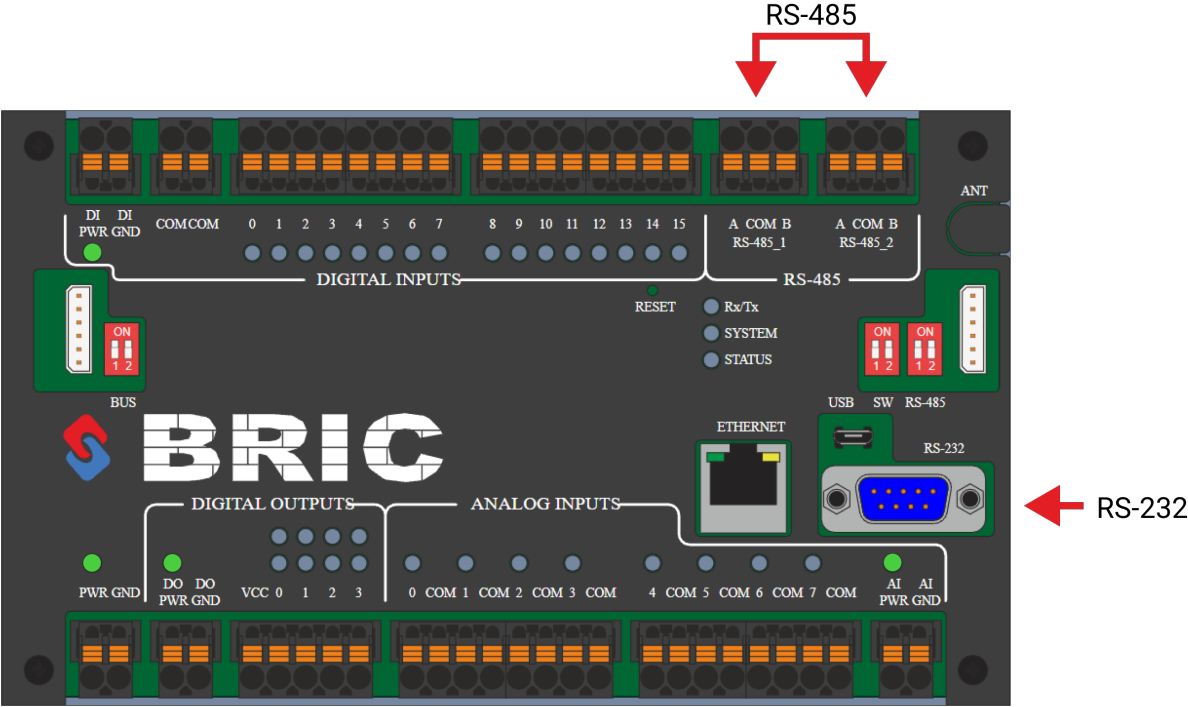 RS-485
ANT
DI DI
PWR GND
COM COM
0 1 2 3 4 5 6 7
8 9 10 11 12 13 14 15
A COM B
RS-485_1
A COM B
RS-485_2
DIGITAL INPUTS
RS-485
RESET
Rx/Tx
SYSTEM
STATUS
ON
1 2
BUS
ON
1 2
ON
1 2
USB SW RS-485
BRIC
ETHERNET
RS-232
RS-232
DIGITAL OUTPUTS
ANALOG INPUTS
PWR GND
DO DO
PWR GND
VCC 0 1 2 3
0 COM 1 COM 2 COM 3 COM
4 COM 5 COM 6 COM 7 COM
AI AI
PWR GND